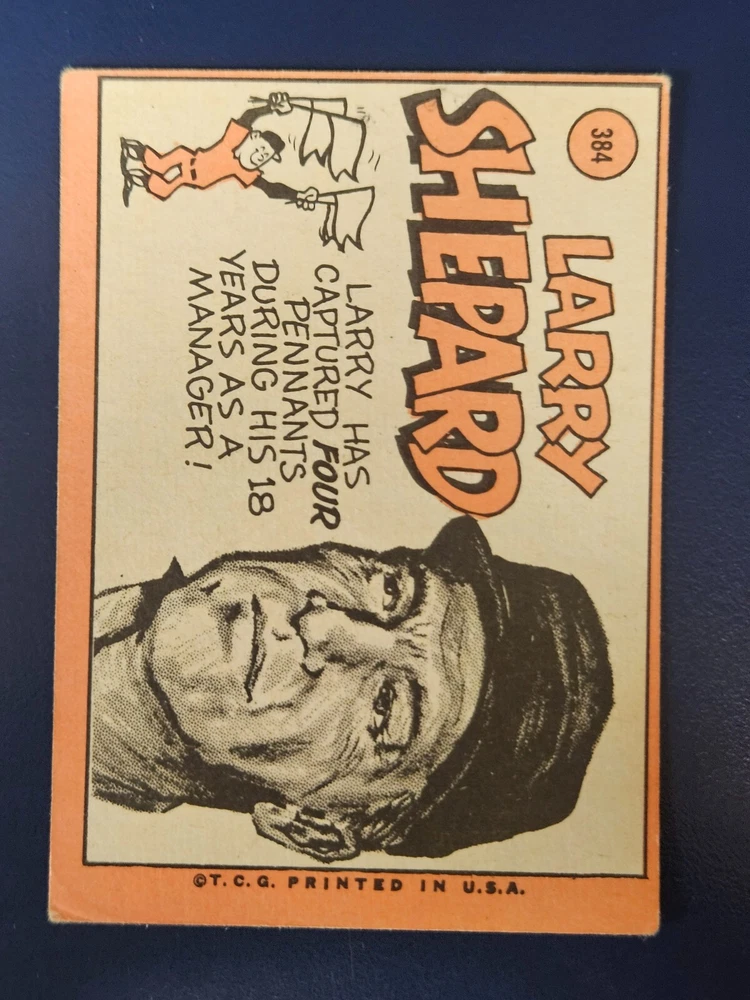 384
LARRY
SHEPARD
LARRY HAS
CAPTURED FOUR
PENNANTS
DURING HIS 18
YEARS AS A
MANAGER!
©T.C.G. PRINTED IN U.S.A.